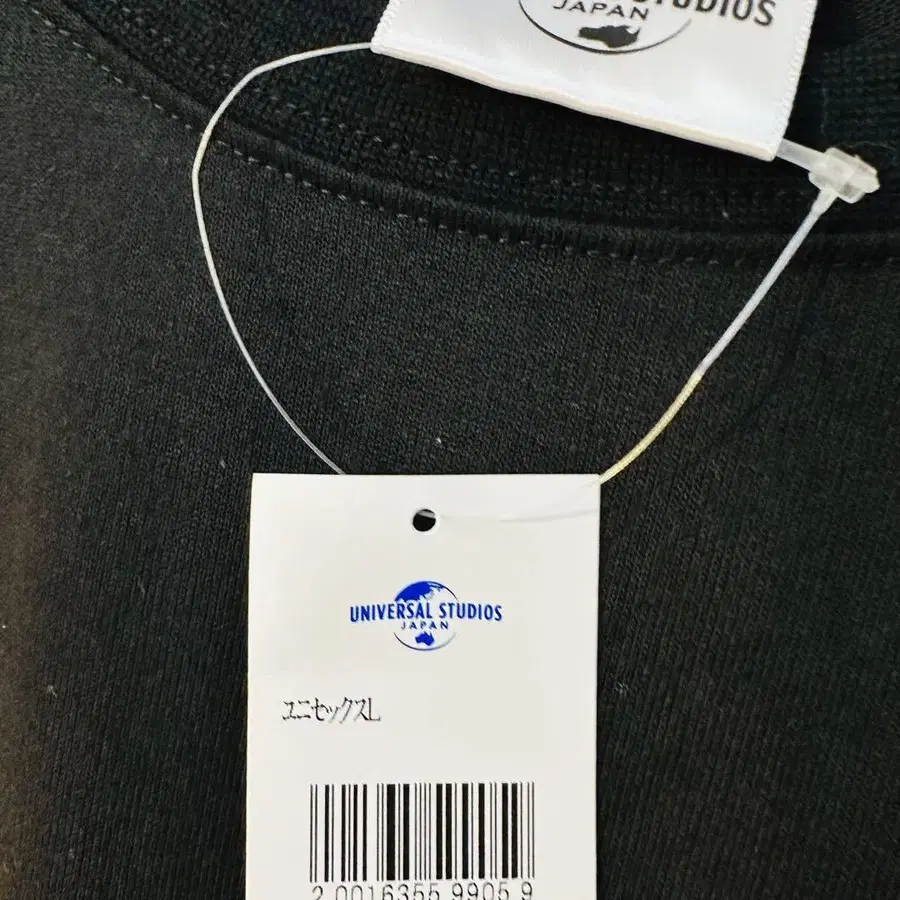 STUDIOS
JAPAN
UNIVERSAL STUDIOS
JAPAN
ユニセックスL
2 0016355 9905 9